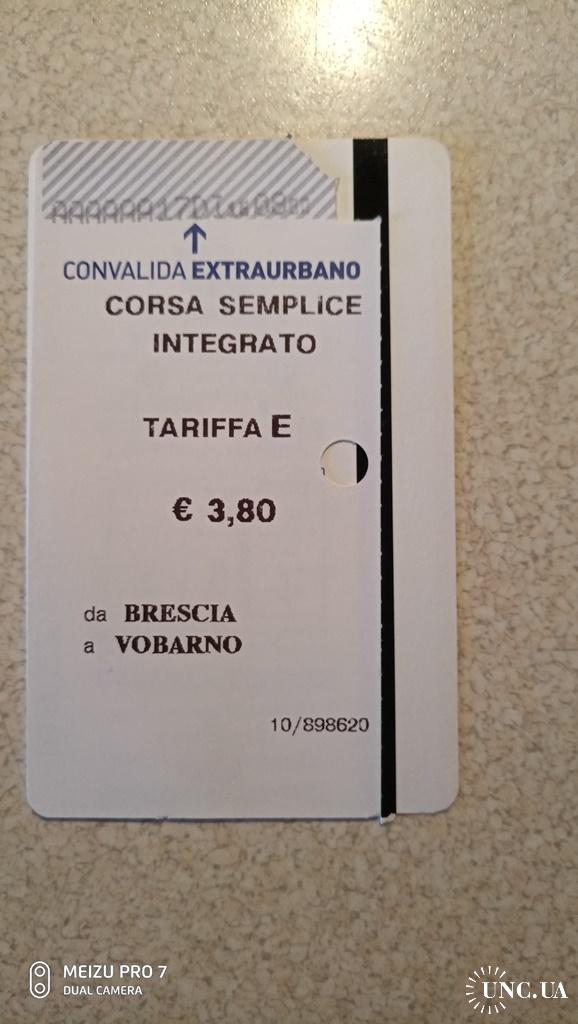 CONVALIDA EXTRAURBANO
CORSA SEMPLICE
INTEGRATO
TARIFFA E
€ 3,80
da BRESCIA
a VOBARNO
10/898620
MEIZU PRO 7
DUAL CAMERA
UNC.UA